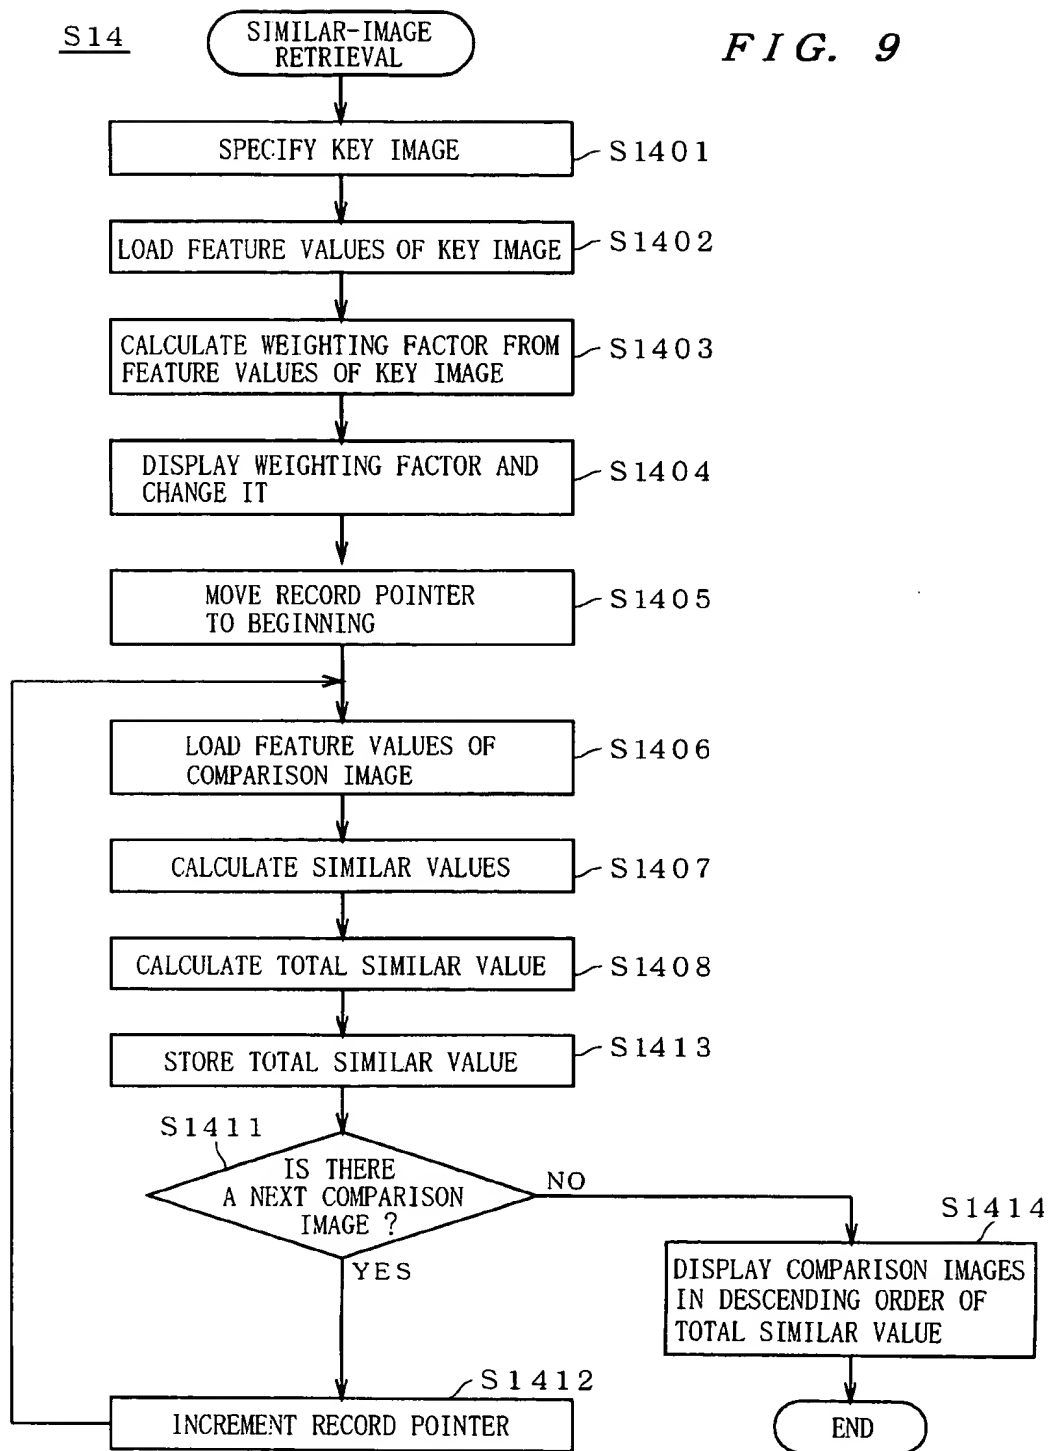 S14
SIMILAR-IMAGE
RETRIEVAL
FIG. 9
SPECIFY KEY IMAGE
S1401
LOAD FEATURE VALUES OF KEY IMAGE
S1402
CALCULATE WEIGHTING FACTOR FROM
FEATURE VALUES OF KEY IMAGE
S1403
DISPLAY WEIGHTING FACTOR AND
CHANGE IT
S1404
MOVE RECORD POINTER
TO BEGINNING
S1405
LOAD FEATURE VALUES OF
COMPARISON IMAGE
S1406
CALCULATE SIMILAR VALUES
S1407
CALCULATE TOTAL SIMILAR VALUE
S1408
STORE TOTAL SIMILAR VALUE
S1413
S1411
IS THERE
A NEXT COMPARISON
IMAGE ?
NO
YES
S1414
DISPLAY COMPARISON IMAGES
IN DESCENDING ORDER OF
TOTAL SIMILAR VALUE
S1412
INCREMENT RECORD POINTER
END